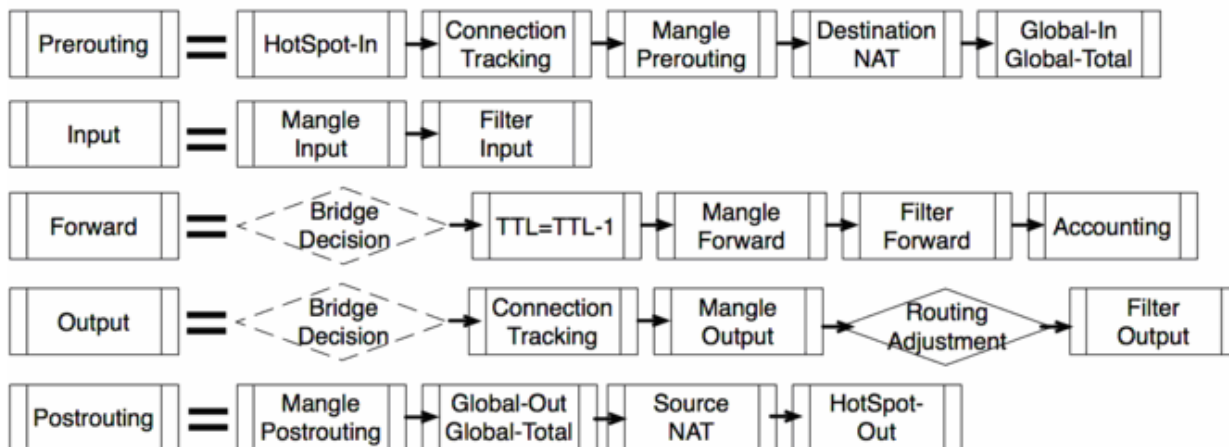 Prerouting = HotSpot-In Connection Tracking Mangle Prerouting Destination NAT Global-In Global-Total
Input = Mangle Input Filter Input
Forward = Bridge Decision TTL=TTL-1 Mangle Forward Filter Forward Accounting
Output = Bridge Decision Connection Tracking Mangle Output Routing Adjustment Filter Output
Postrouting = Mangle Postrouting Global-Out Global-Total Source NAT HotSpot-Out